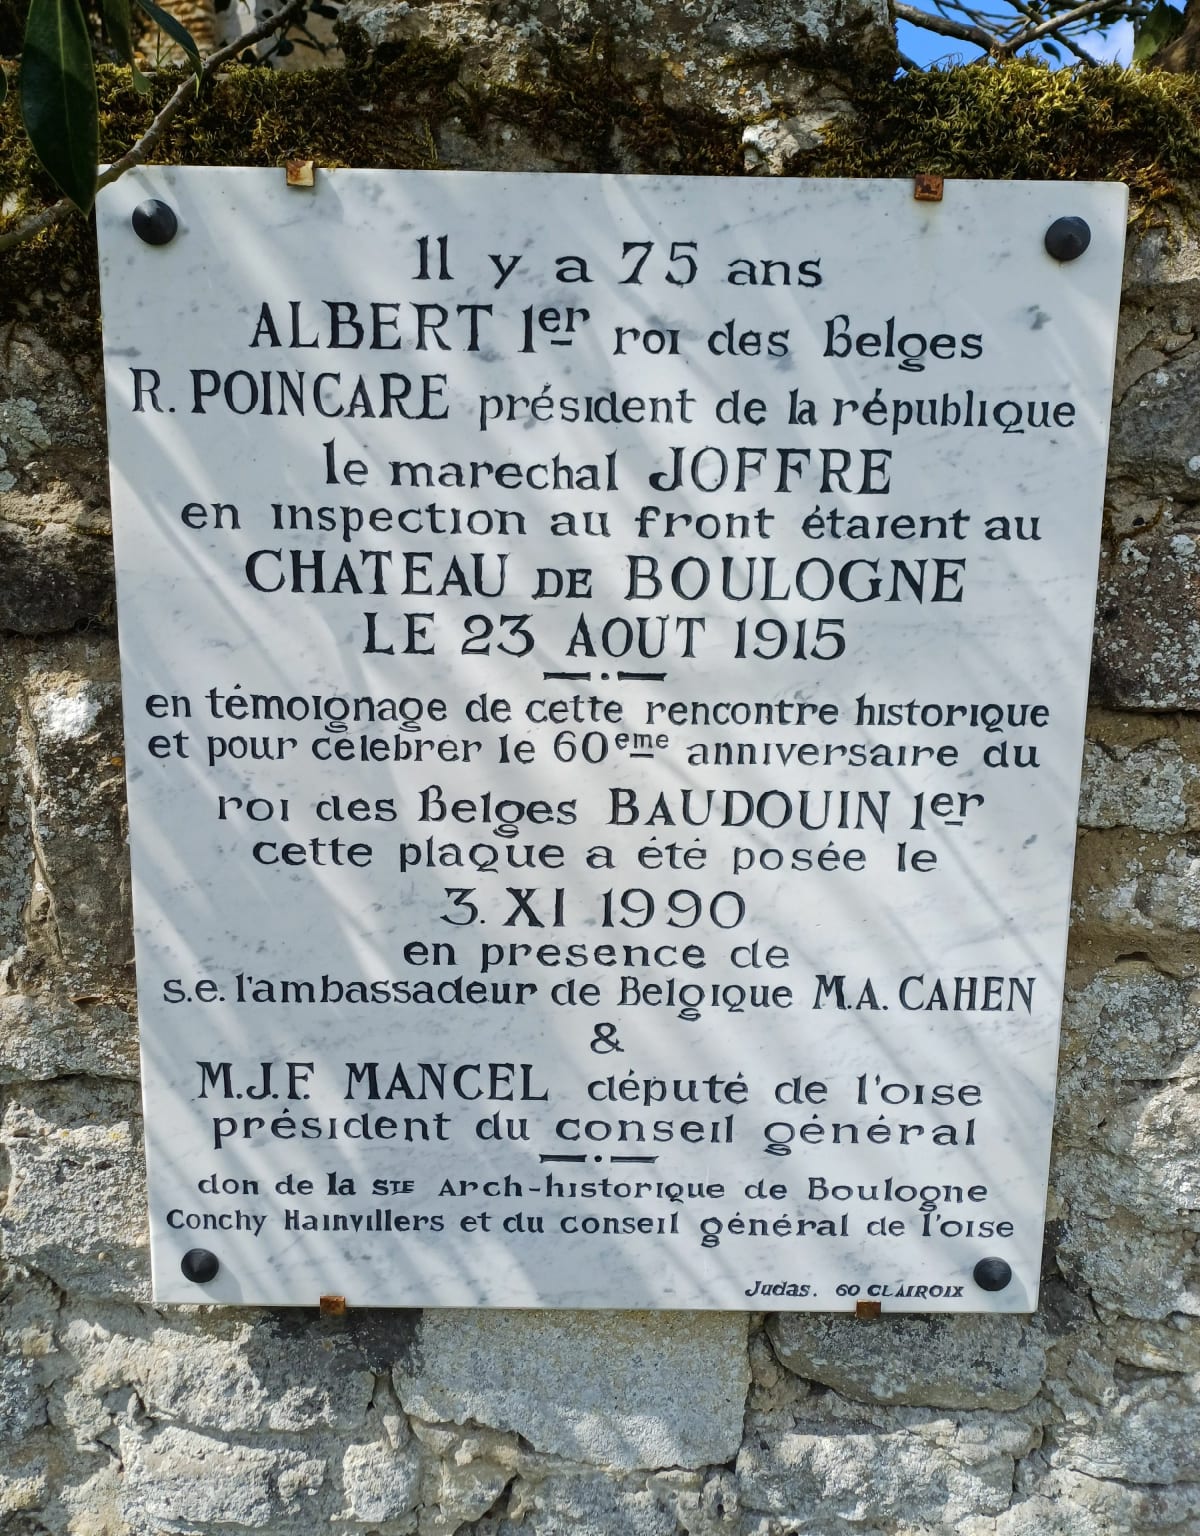 Il y a 75 ans
ALBERT 1er roi des Belges
R. POINCARE président de la république
le marechal JOFFRE
en inspection au front étaient au
CHATEAU DE BOULOGNE
LE 23 AOUT 1915
en témoignage de cette rencontre historique
et pour célébrer le 60eme anniversaire du
roi des Belges BAUDOUIN 1er
cette plaque a été posée le
3. XI 1990
en presence de
s.e. l'ambassadeur de Belgique M.A. CAHEN
&
M.J.F. MANCEL député de l'oise
président du conseil général
don de la STE Arch-historique de Boulogne
Conchy Hainvillers et du conseil général de l'oise
Judas. 60 CLAIROIX